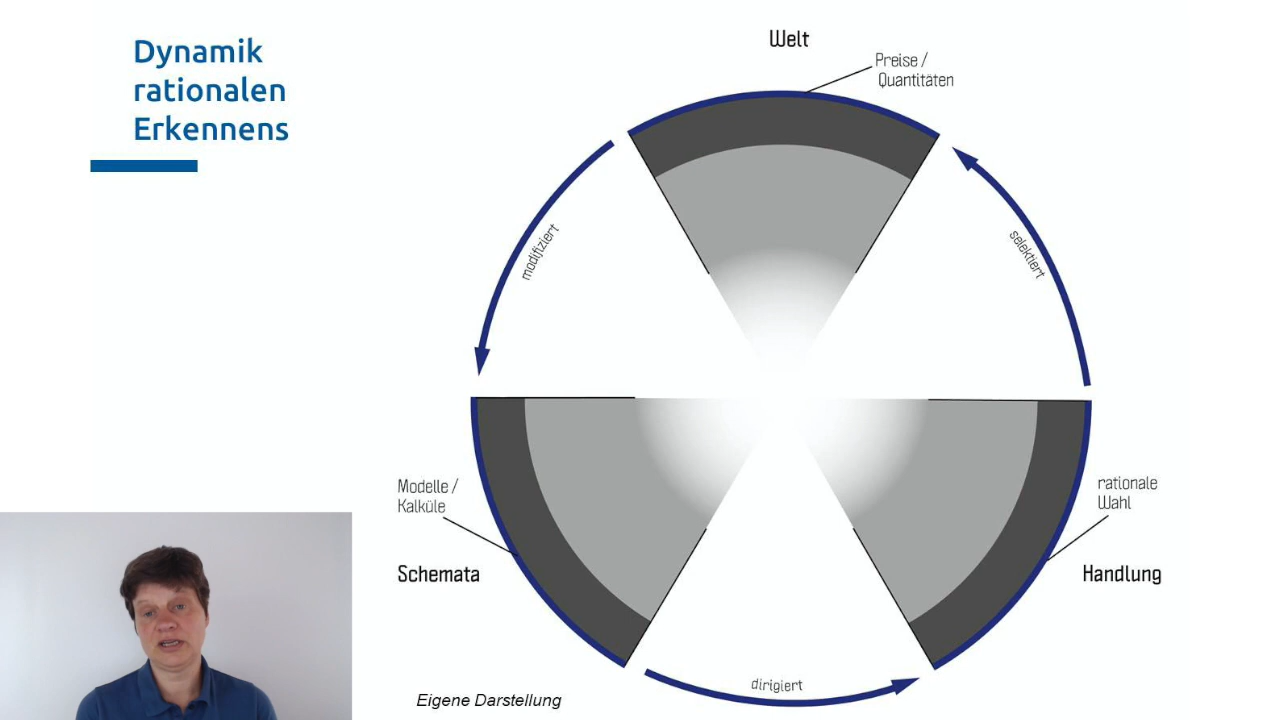 Dynamik
rationalen
Erkennens
Welt
Preise /
Quantitäten
modifiziert
selektiert
Modelle /
Kalküle
Schemata
rationale
Wahl
Handlung
dirigiert
Eigene Darstellung